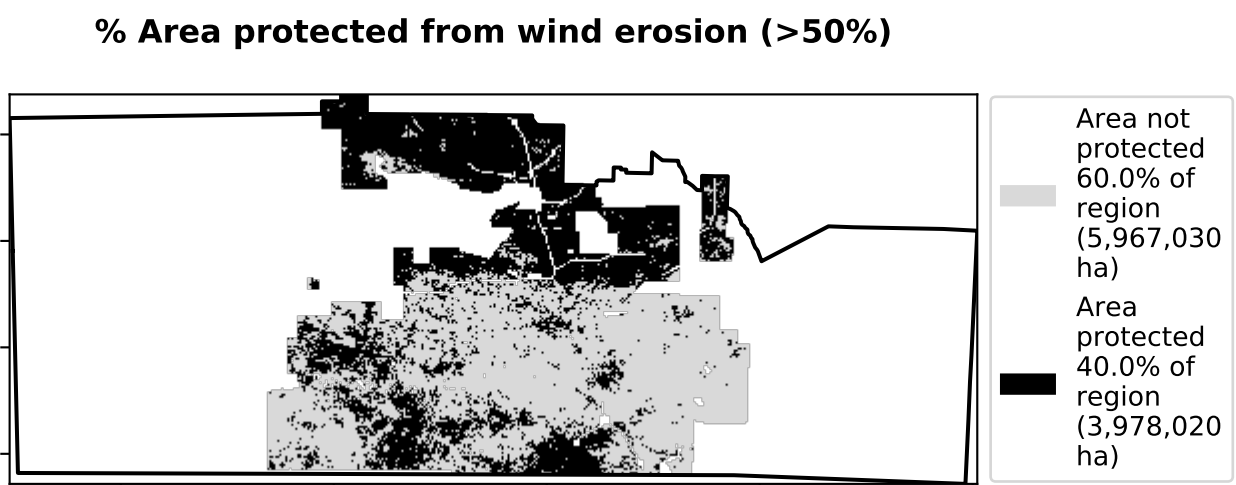 % Area protected from wind erosion (>50%)
Area not
protected
60.0% of
region
(5,967,030
ha)
Area
protected
40.0% of
region
(3,978,020
ha)